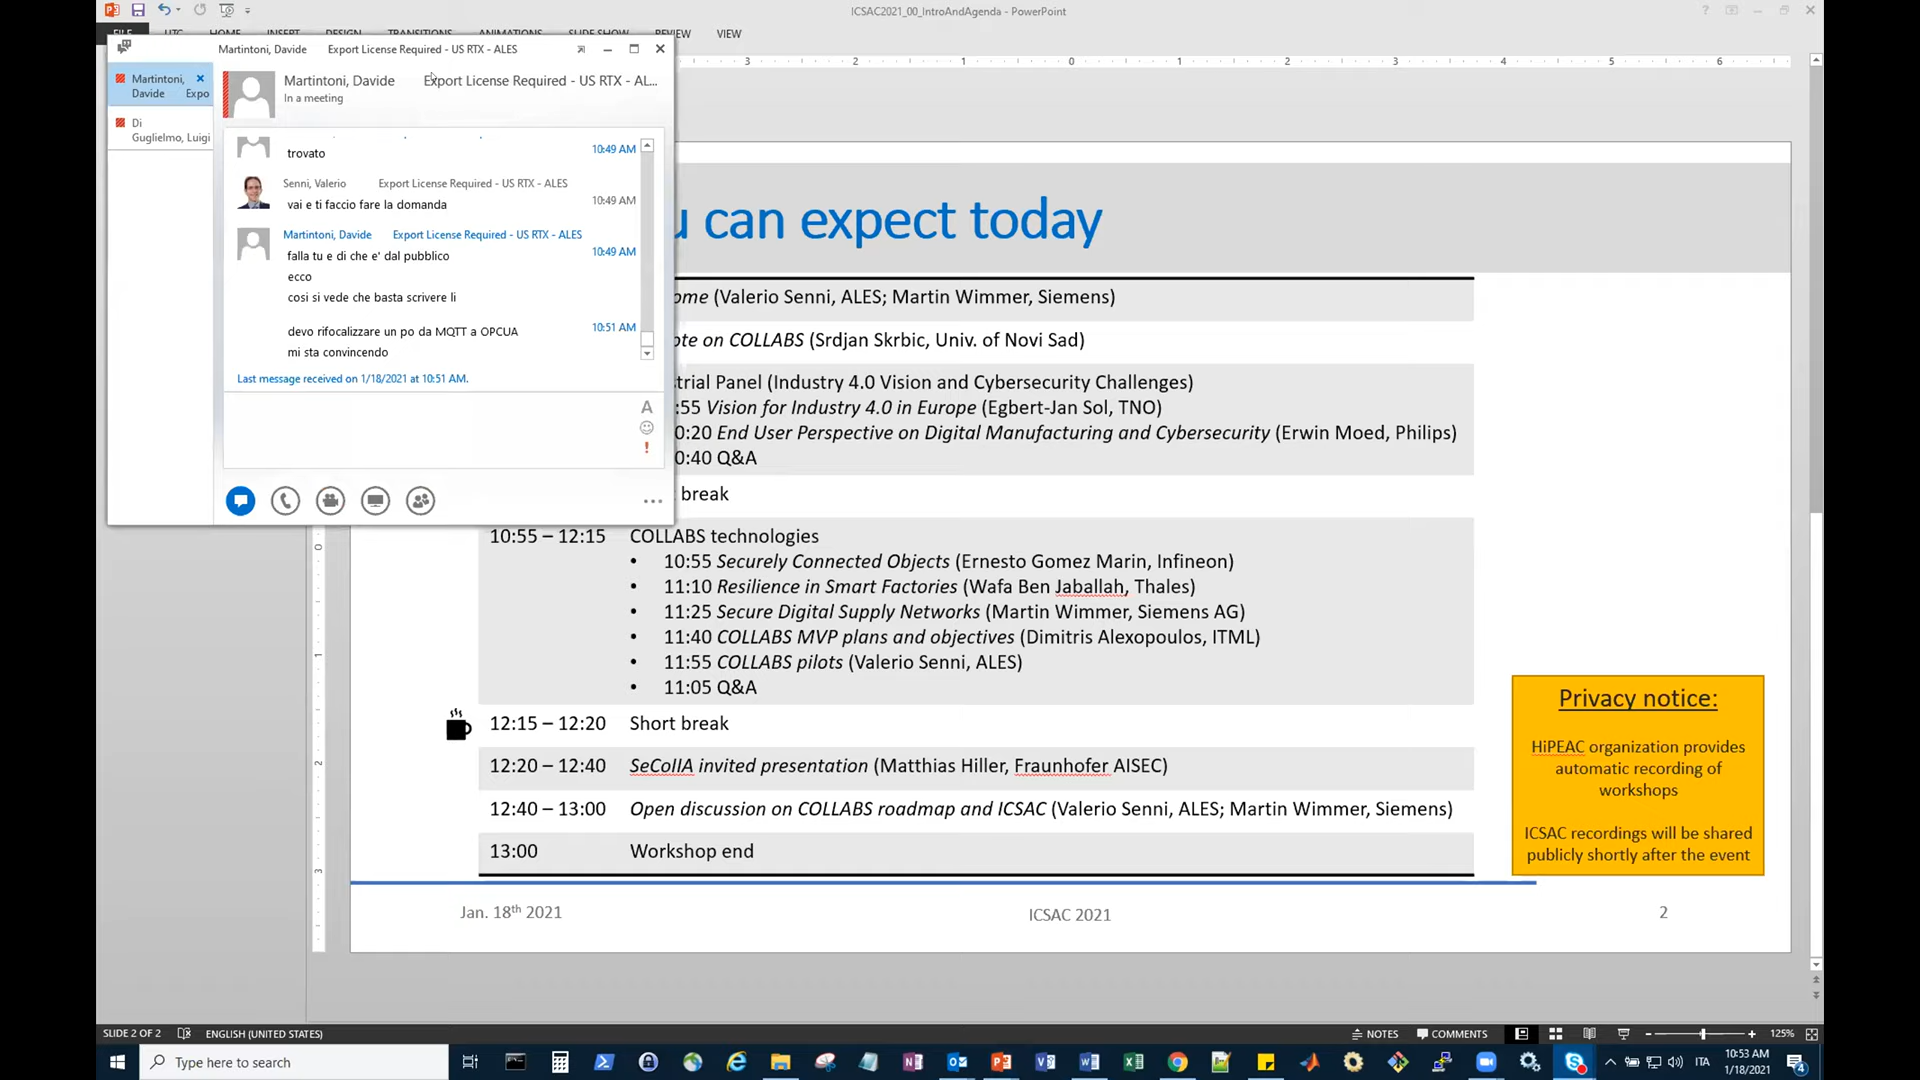 ICSAC2021_00_IntroAndAgenda - PowerPoint
VIEW
Martintoni, Davide Export License Required - US RTX - ALES
Martintoni, Davide Expo
Di Guglielmo, Luigi
Martintoni, Davide Export License Required - US RTX - AL...
In a meeting
trovato 10:49 AM
Senni, Valerio Export License Required - US RTX - ALES
vai e ti faccio fare la domanda 10:49 AM
Martintoni, Davide Export License Required - US RTX - ALES
falla tu e di che e' dal pubblico 10:49 AM
ecco
cosi si vede che basta scrivere li
devo rifocalizzare un po da MQTT a OPCUA 10:51 AM
mi sta convincendo
Last message received on 1/18/2021 at 10:51 AM.
u can expect today
ome (Valerio Senni, ALES; Martin Wimmer, Siemens)
ote on COLLABS (Srdjan Skrbic, Univ. of Novi Sad)
trial Panel (Industry 4.0 Vision and Cybersecurity Challenges)
:55 Vision for Industry 4.0 in Europe (Egbert-Jan Sol, TNO)
0:20 End User Perspective on Digital Manufacturing and Cybersecurity (Erwin Moed, Philips)
0:40 Q&A
break
10:55 – 12:15 COLLABS technologies
• 10:55 Securely Connected Objects (Ernesto Gomez Marin, Infineon)
• 11:10 Resilience in Smart Factories (Wafa Ben Jaballah, Thales)
• 11:25 Secure Digital Supply Networks (Martin Wimmer, Siemens AG)
• 11:40 COLLABS MVP plans and objectives (Dimitris Alexopoulos, ITML)
• 11:55 COLLABS pilots (Valerio Senni, ALES)
• 11:05 Q&A
12:15 – 12:20 Short break
12:20 – 12:40 SeCoIIA invited presentation (Matthias Hiller, Fraunhofer AISEC)
12:40 – 13:00 Open discussion on COLLABS roadmap and ICSAC (Valerio Senni, ALES; Martin Wimmer, Siemens)
13:00 Workshop end
Privacy notice:
HiPEAC organization provides
automatic recording of
workshops
ICSAC recordings will be shared
publicly shortly after the event
Jan. 18th 2021
ICSAC 2021
2
SLIDE 2 OF 2 ENGLISH (UNITED STATES) NOTES COMMENTS 125%
Type here to search
ITA
10:53 AM
1/18/2021